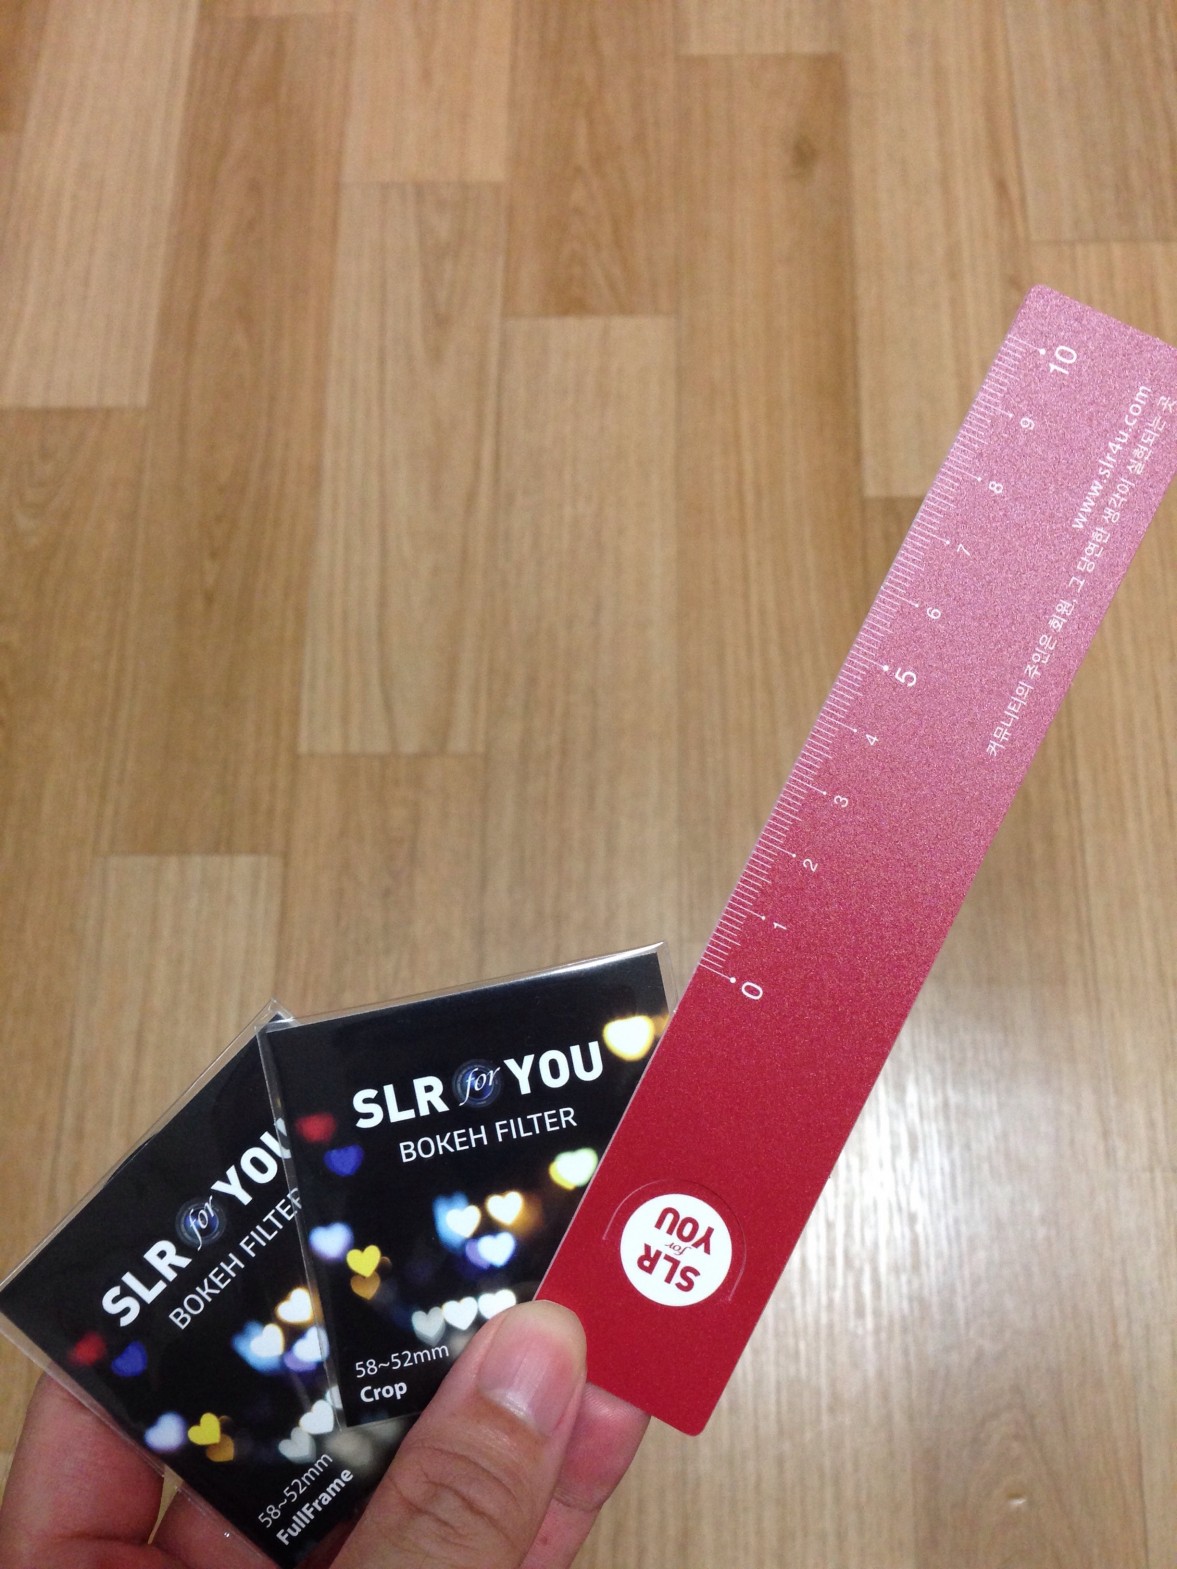 SLR for YOU
BOKEH FILTER
58~52mm
FullFrame
SLR for YOU
BOKEH FILTER
58~52mm
Crop
0
1
2
3
4
5
6
7
8
9
10
www.slr4u.com
커뮤니티의 주인은 회원, 그 당연한 생각이 실현되는 곳
SLR
for
YOU